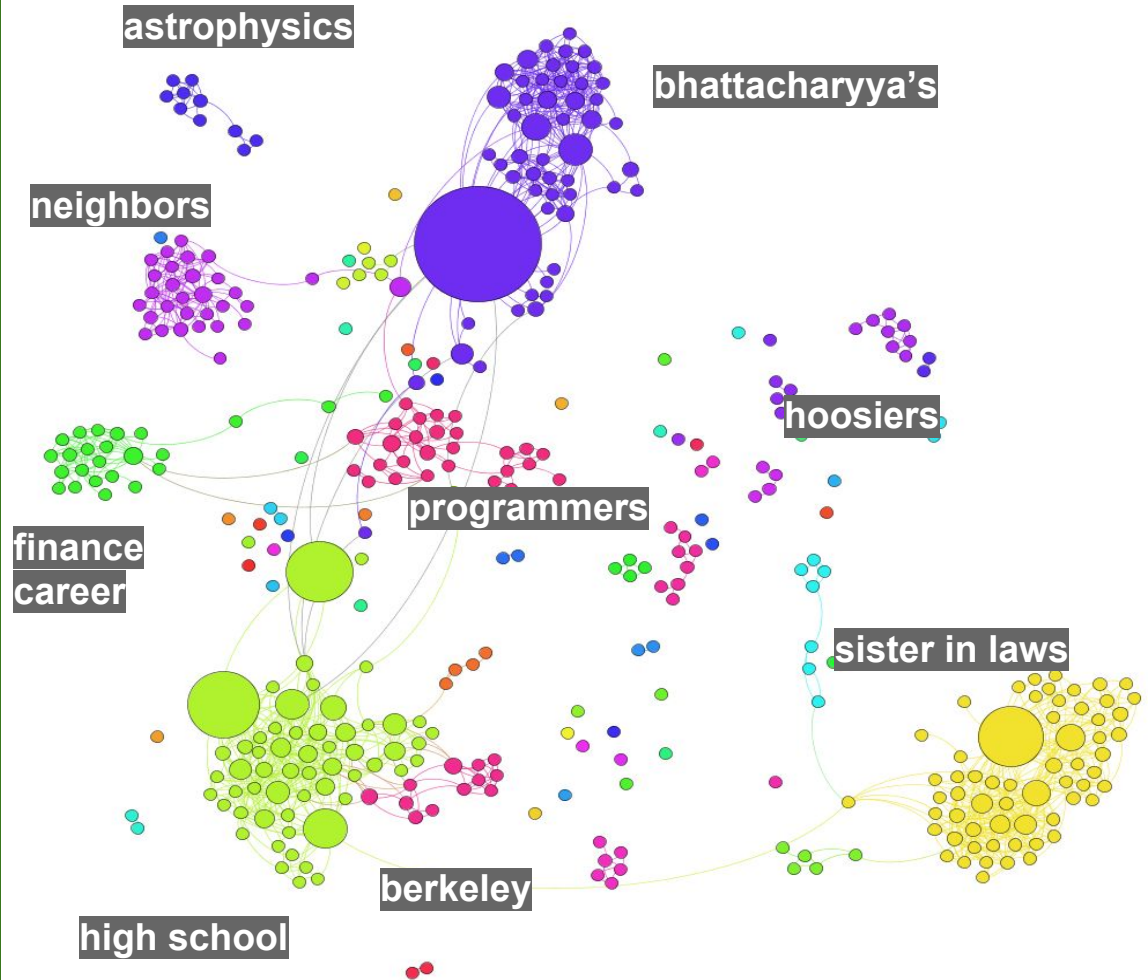 astrophysics
bhattacharyya’s
neighbors
hoosiers
programmers
finance
career
sister in laws
berkeley
high school